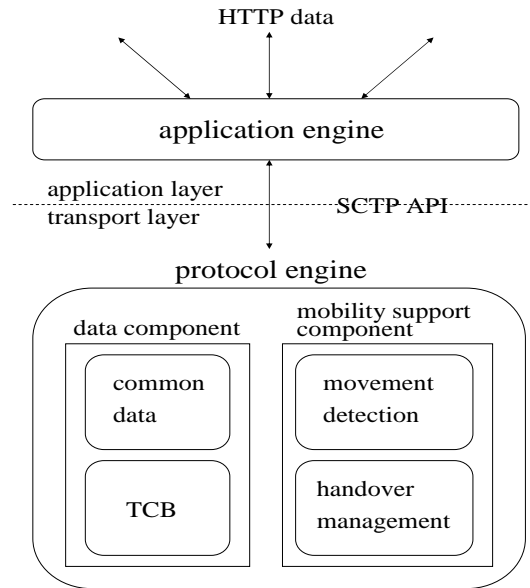 HTTP data
application engine
application layer
transport layer
SCTP API
protocol engine
data component
mobility support
component
common
data
movement
detection
TCB
handover
management